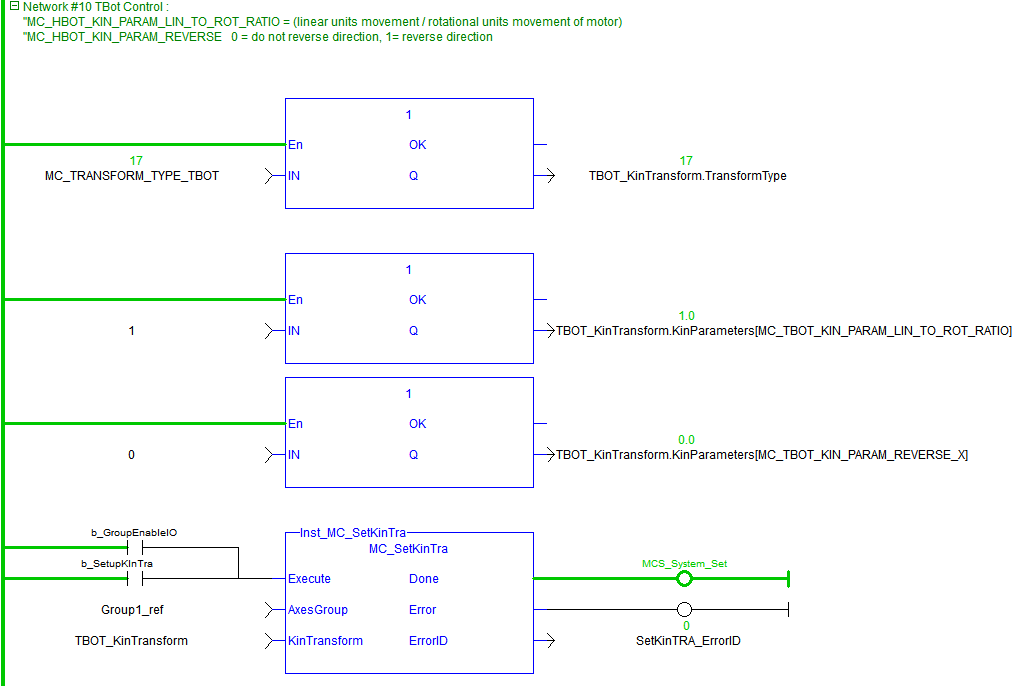 Network #10 TBot Control :
"MC_HBOT_KIN_PARAM_LIN_TO_ROT_RATIO = (linear units movement / rotational units movement of motor)
"MC_HBOT_KIN_PARAM_REVERSE 0 = do not reverse direction, 1= reverse direction
1
En OK
17 17
MC_TRANSFORM_TYPE_TBOT IN Q TBOT_KinTransform.TransformType
1
En OK
1.0
1 IN Q TBOT_KinTransform.KinParameters[MC_TBOT_KIN_PARAM_LIN_TO_ROT_RATIO]
1
En OK
0.0
0 IN Q TBOT_KinTransform.KinParameters[MC_TBOT_KIN_PARAM_REVERSE_X]
b_GroupEnableIO Inst_MC_SetKinTra
MC_SetKinTra
b_SetupKInTra MCS_System_Set
Execute Done
Group1_ref AxesGroup Error
0
TBOT_KinTransform KinTransform ErrorID SetKinTRA_ErrorID